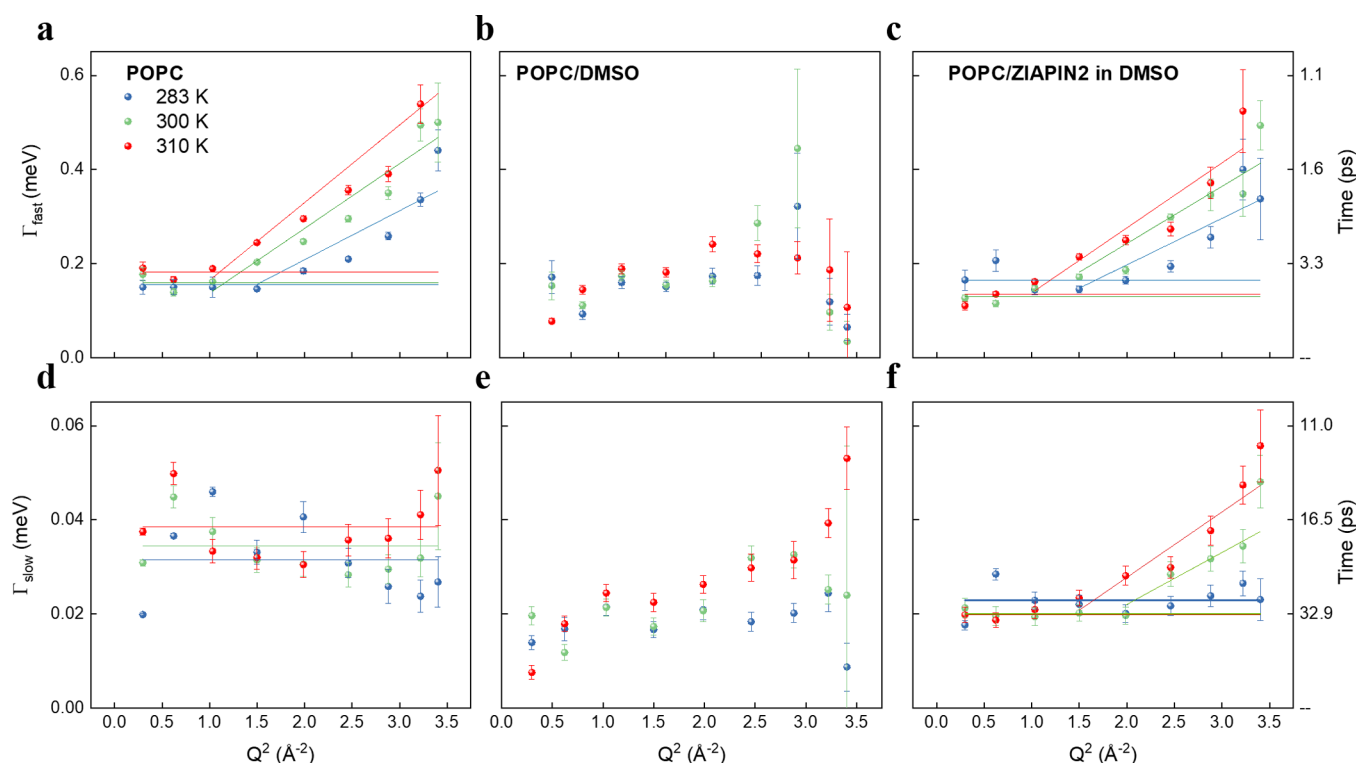 a
b
c
POPC
283 K
300 K
310 K
POPC/DMSO
POPC/ZIAPIN2 in DMSO
0.6
0.4
0.2
0.0
Γfast (meV)
1.1
1.6
3.3
--
Time (ps)
d
e
f
0.06
0.04
0.02
0.00
Γslow (meV)
11.0
16.5
32.9
--
Time (ps)
0.0 0.5 1.0 1.5 2.0 2.5 3.0 3.5
0.0 0.5 1.0 1.5 2.0 2.5 3.0 3.5
0.0 0.5 1.0 1.5 2.0 2.5 3.0 3.5
Q² (Å⁻²)
Q² (Å⁻²)
Q² (Å⁻²)